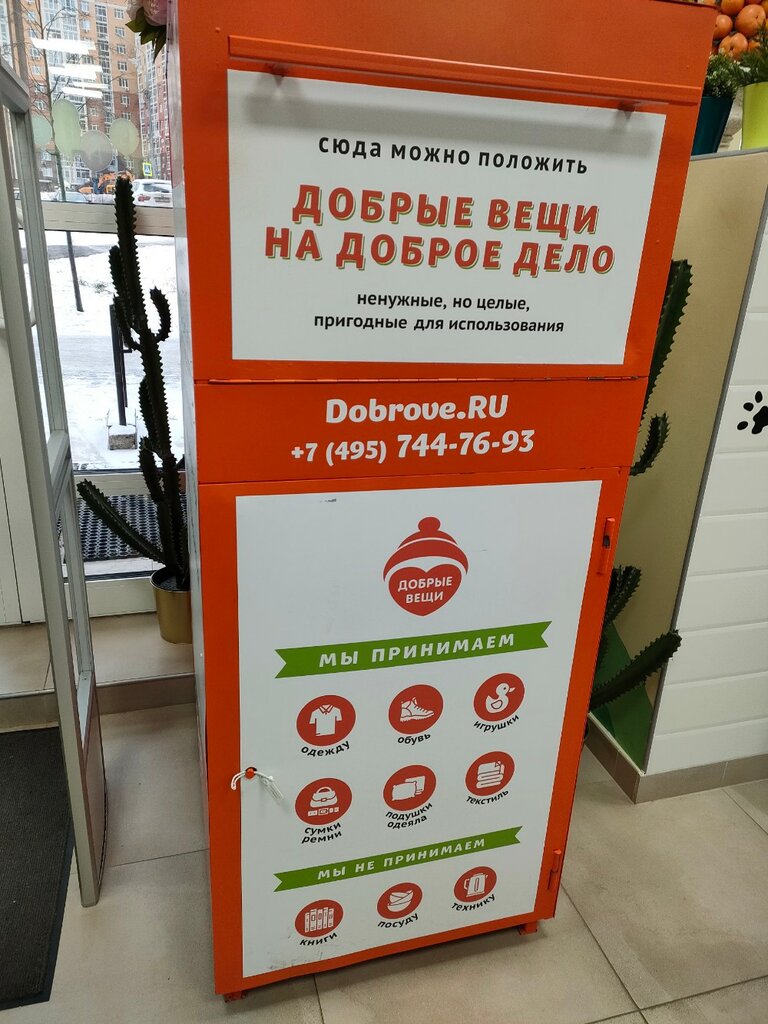 сюда можно положить
ДОБРЫЕ ВЕЩИ
НА ДОБРОЕ ДЕЛО
ненужные, но целые,
пригодные для использования
Dobrove.RU
+7 (495) 744-76-93
ДОБРЫЕ
ВЕЩИ
МЫ ПРИНИМАЕМ
одежду
обувь
игрушки
сумки
ремни
подушки
одеяла
текстиль
МЫ НЕ ПРИНИМАЕМ
книги
посуду
технику